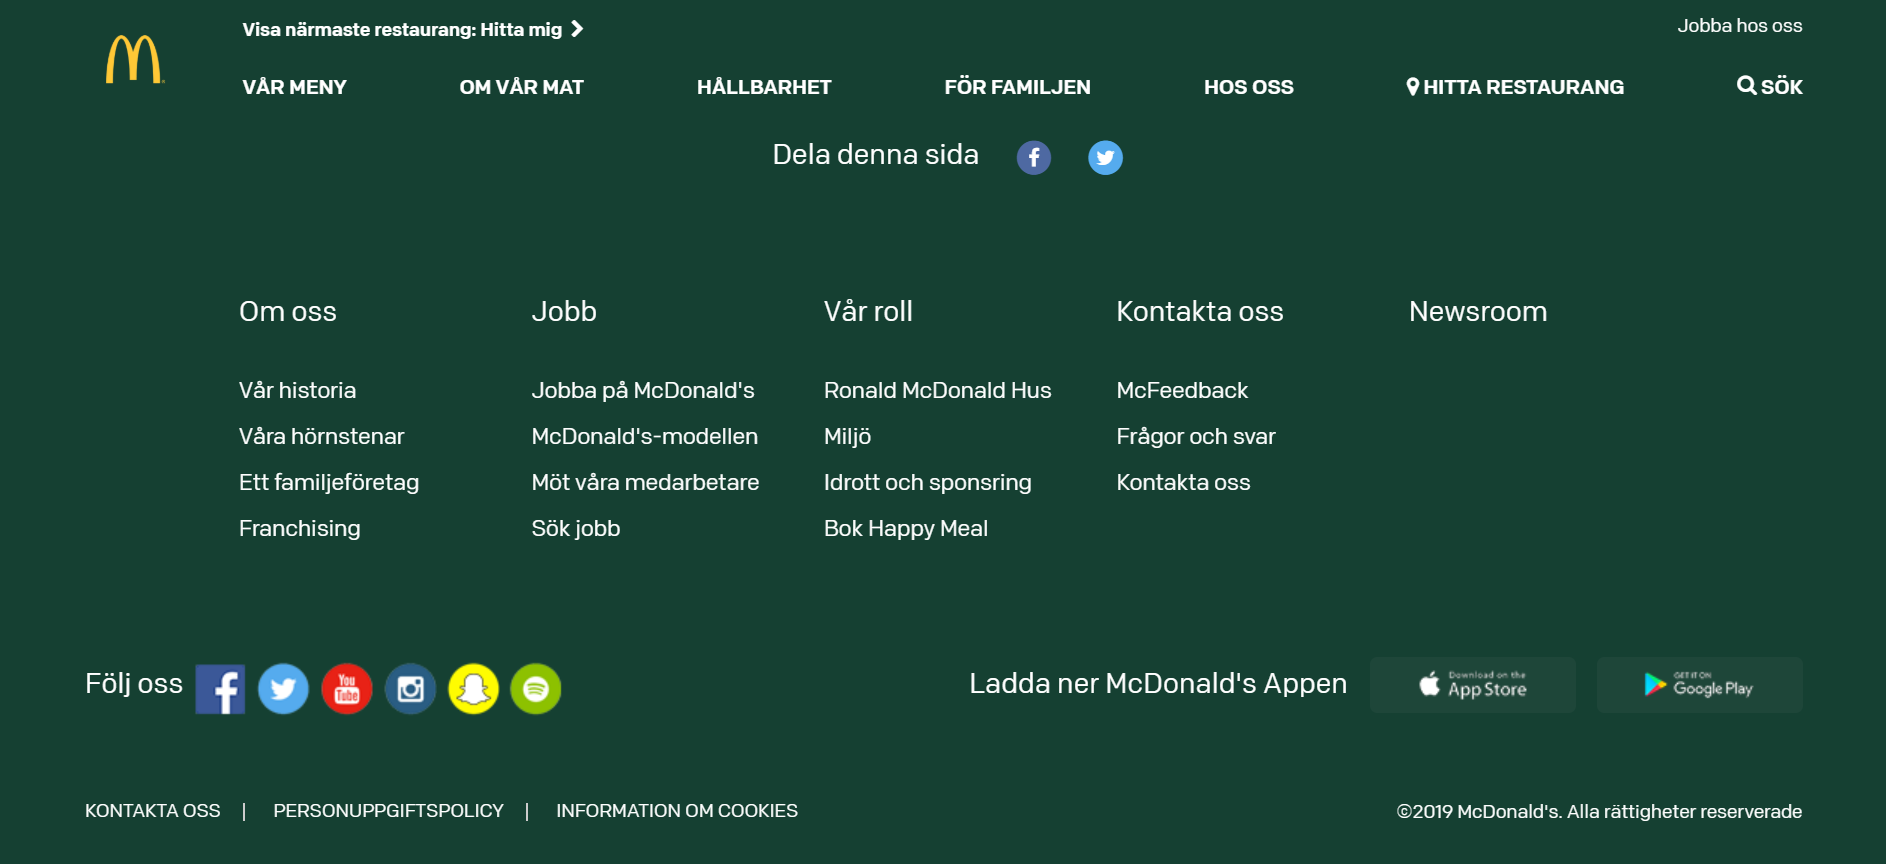 Visa närmaste restaurang: Hitta mig
Jobba hos oss
VÅR MENY
OM VÅR MAT
HÅLLBARHET
FÖR FAMILJEN
HOS OSS
HITTA RESTAURANG
SÖK
Dela denna sida
Om oss
Vår historia
Våra hörnstenar
Ett familjeföretag
Franchising
Jobb
Jobba på McDonald's
McDonald's-modellen
Möt våra medarbetare
Sök jobb
Vår roll
Ronald McDonald Hus
Miljö
Idrott och sponsring
Bok Happy Meal
Kontakta oss
McFeedback
Frågor och svar
Kontakta oss
Newsroom
Följ oss
You
Tube
Ladda ner McDonald's Appen
Download on the
App Store
GET IT ON
Google Play
KONTAKTA OSS | PERSONUPPGIFTSPOLICY | INFORMATION OM COOKIES
©2019 McDonald's. Alla rättigheter reserverade